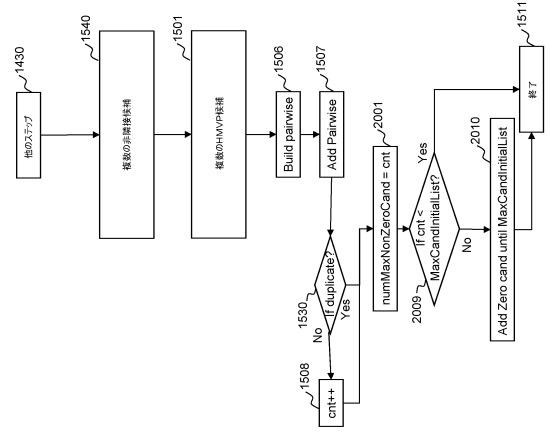 1430
他のステップ
1540
複数の非隣接候補
1501
複数のHMVP候補
1506
Build pairwise
1507
Add Pairwise
1530
If duplicate?
No
Yes
1508
cnt++
2001
numMaxNonZeroCand = cnt
2009
If cnt <
MaxCandInitialList?
Yes
No
2010
Add Zero cand until MaxCandInitialList
1511
終了